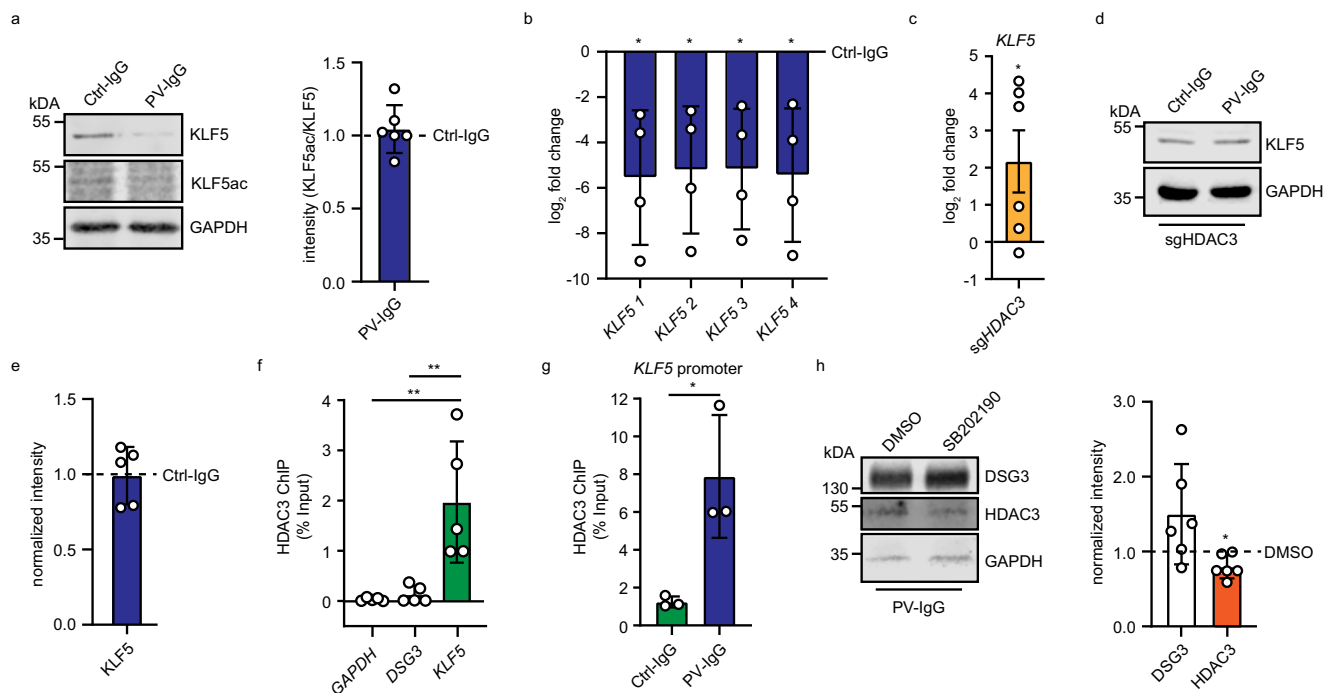 a
kDA
Ctrl-IgG
PV-IgG
55
KLF5
55
KLF5ac
35
GAPDH
intensity (KLF5ac/KLF5)
1.5
1.0
0.5
0.0
Ctrl-IgG
PV-IgG
b
* * * *
log2 fold change
0
-2
-4
-6
-8
-10
Ctrl-IgG
KLF5 1
KLF5 2
KLF5 3
KLF5 4
c
KLF5
*
log2 fold change
5
4
3
2
1
0
-1
sgHDAC3
d
kDA
Ctrl-IgG
PV-IgG
55
KLF5
35
GAPDH
sgHDAC3
e
normalized intensity
1.5
1.0
0.5
0.0
Ctrl-IgG
KLF5
f
**
**
HDAC3 ChIP
(% Input)
4
3
2
1
0
GAPDH
DSG3
KLF5
g
KLF5 promoter
*
HDAC3 ChIP
(% Input)
12
10
8
6
4
2
0
Ctrl-IgG
PV-IgG
h
kDA
DMSO
SB202190
130
DSG3
55
HDAC3
35
GAPDH
PV-IgG
normalized intensity
3.0
2.0
1.0
0.0
*
DMSO
DSG3
HDAC3